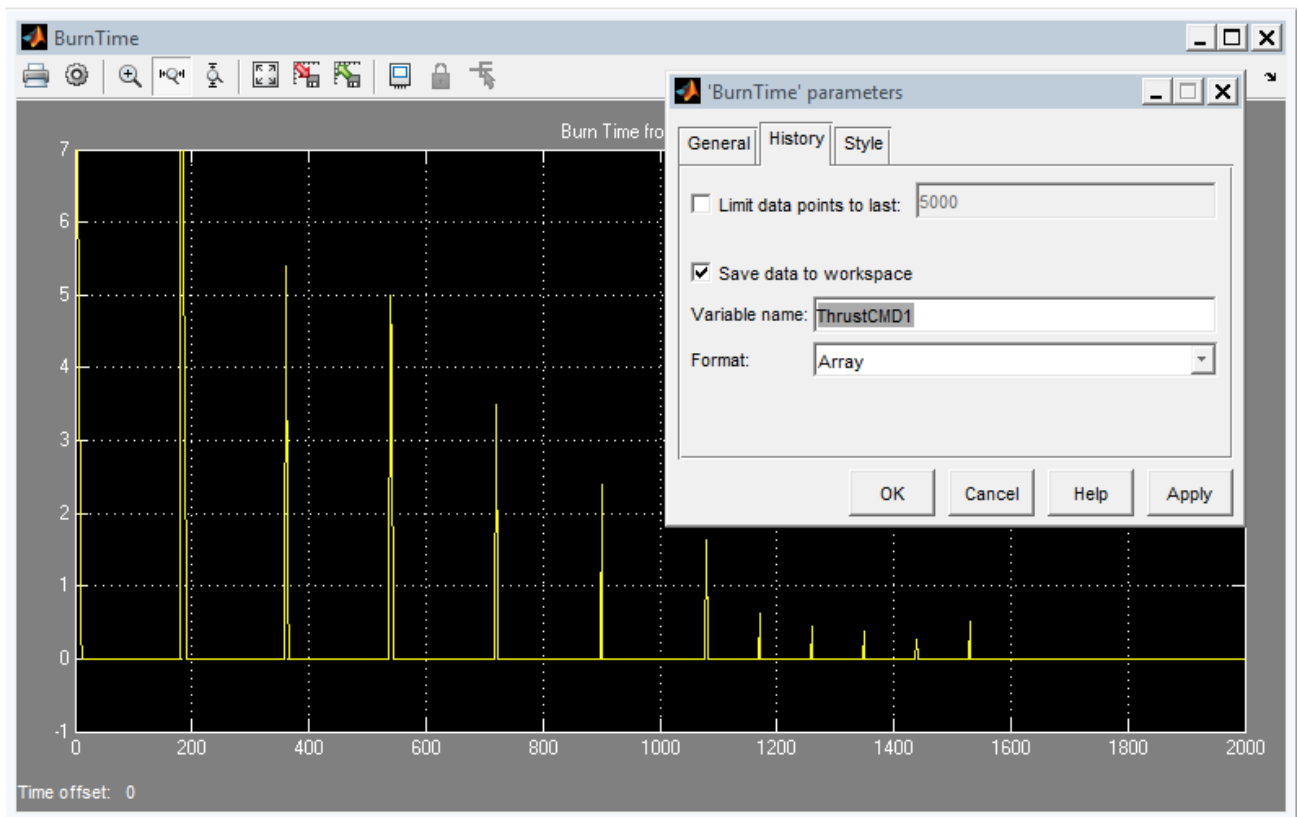 BurnTime
Burn Time fro
7
6
5
4
3
2
1
0
-1
0 200 400 600 800 1000 1200 1400 1600 1800 2000
Time offset: 0
'BurnTime' parameters
General History Style
Limit data points to last: 5000
Save data to workspace
Variable name: ThrustCMD1
Format: Array
OK Cancel Help Apply